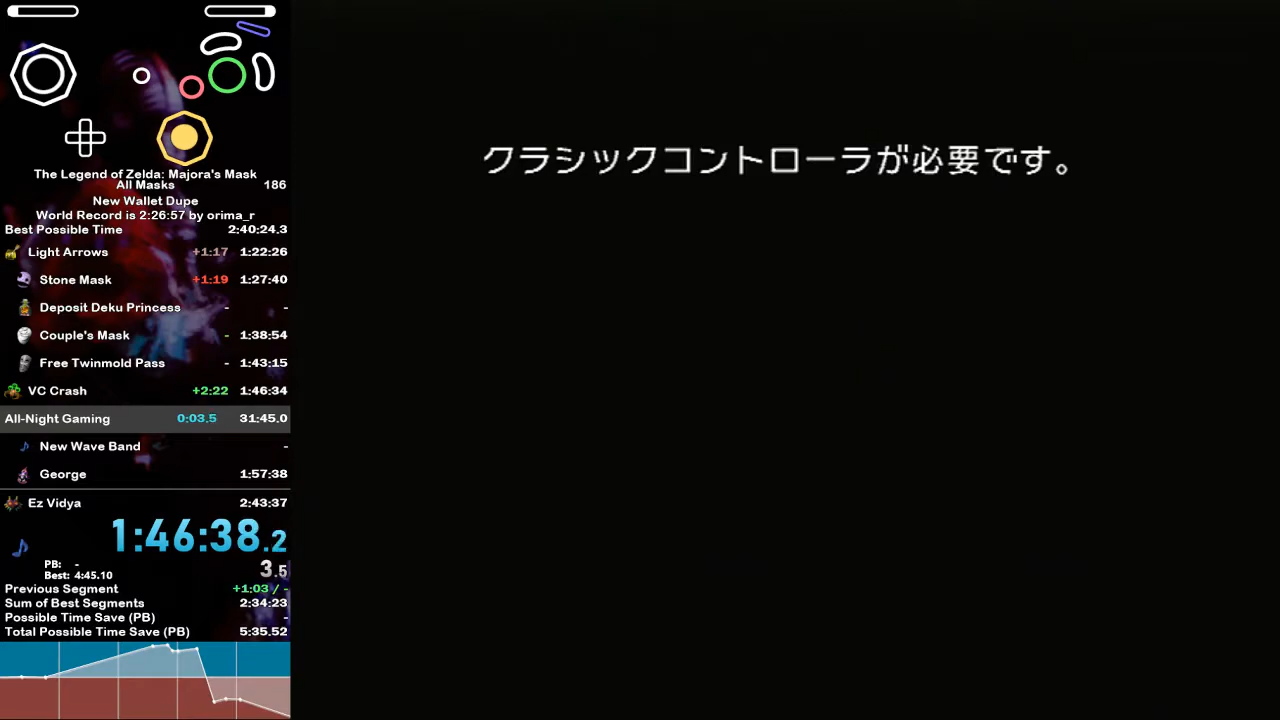 The Legend of Zelda: Majora's Mask
All Masks 186
New Wallet Dupe
World Record is 2:26:57 by orima_r
Best Possible Time 2:40:24.3
Light Arrows +1:17 1:22:26
Stone Mask +1:19 1:27:40
Deposit Deku Princess - -
Couple's Mask - 1:38:54
Free Twinmold Pass - 1:43:15
VC Crash +2:22 1:46:34
All-Night Gaming 0:03.5 31:45.0
New Wave Band -
George 1:57:38
Ez Vidya 2:43:37
1:46:38.2
PB: - 3.5
Best: 4:45.10
Previous Segment +1:03 / -
Sum of Best Segments 2:34:23
Possible Time Save (PB) -
Total Possible Time Save (PB) 5:35.52
クラシックコントローラが必要です。